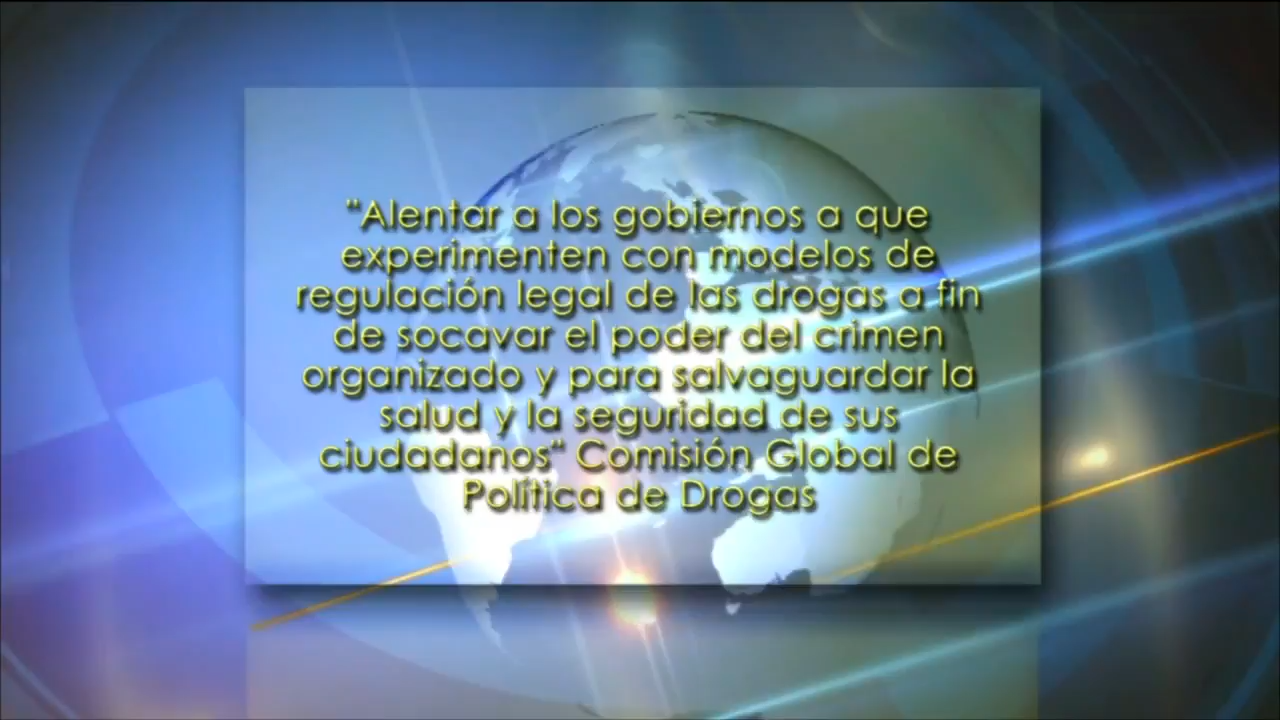 "Alentar a los gobiernos a que
experimenten con modelos de
regulación legal de las drogas a fin
de socavar el poder del crimen
organizado y para salvaguardar la
salud y la seguridad de sus
ciudadanos" Comisión Global de
Política de Drogas